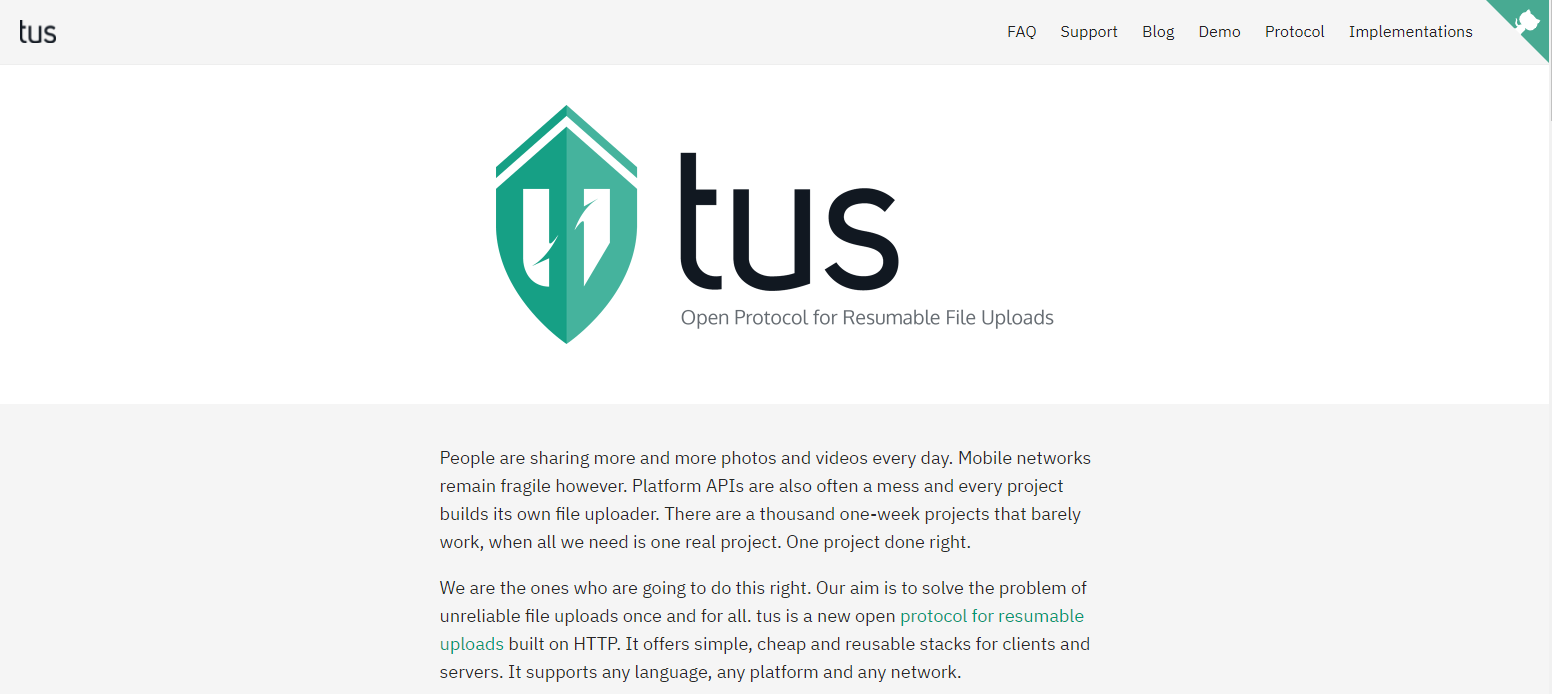 tus
FAQ Support Blog Demo Protocol Implementations
tus
Open Protocol for Resumable File Uploads
People are sharing more and more photos and videos every day. Mobile networks
remain fragile however. Platform APIs are also often a mess and every project
builds its own file uploader. There are a thousand one-week projects that barely
work, when all we need is one real project. One project done right.
We are the ones who are going to do this right. Our aim is to solve the problem of
unreliable file uploads once and for all. tus is a new open protocol for resumable
uploads built on HTTP. It offers simple, cheap and reusable stacks for clients and
servers. It supports any language, any platform and any network.